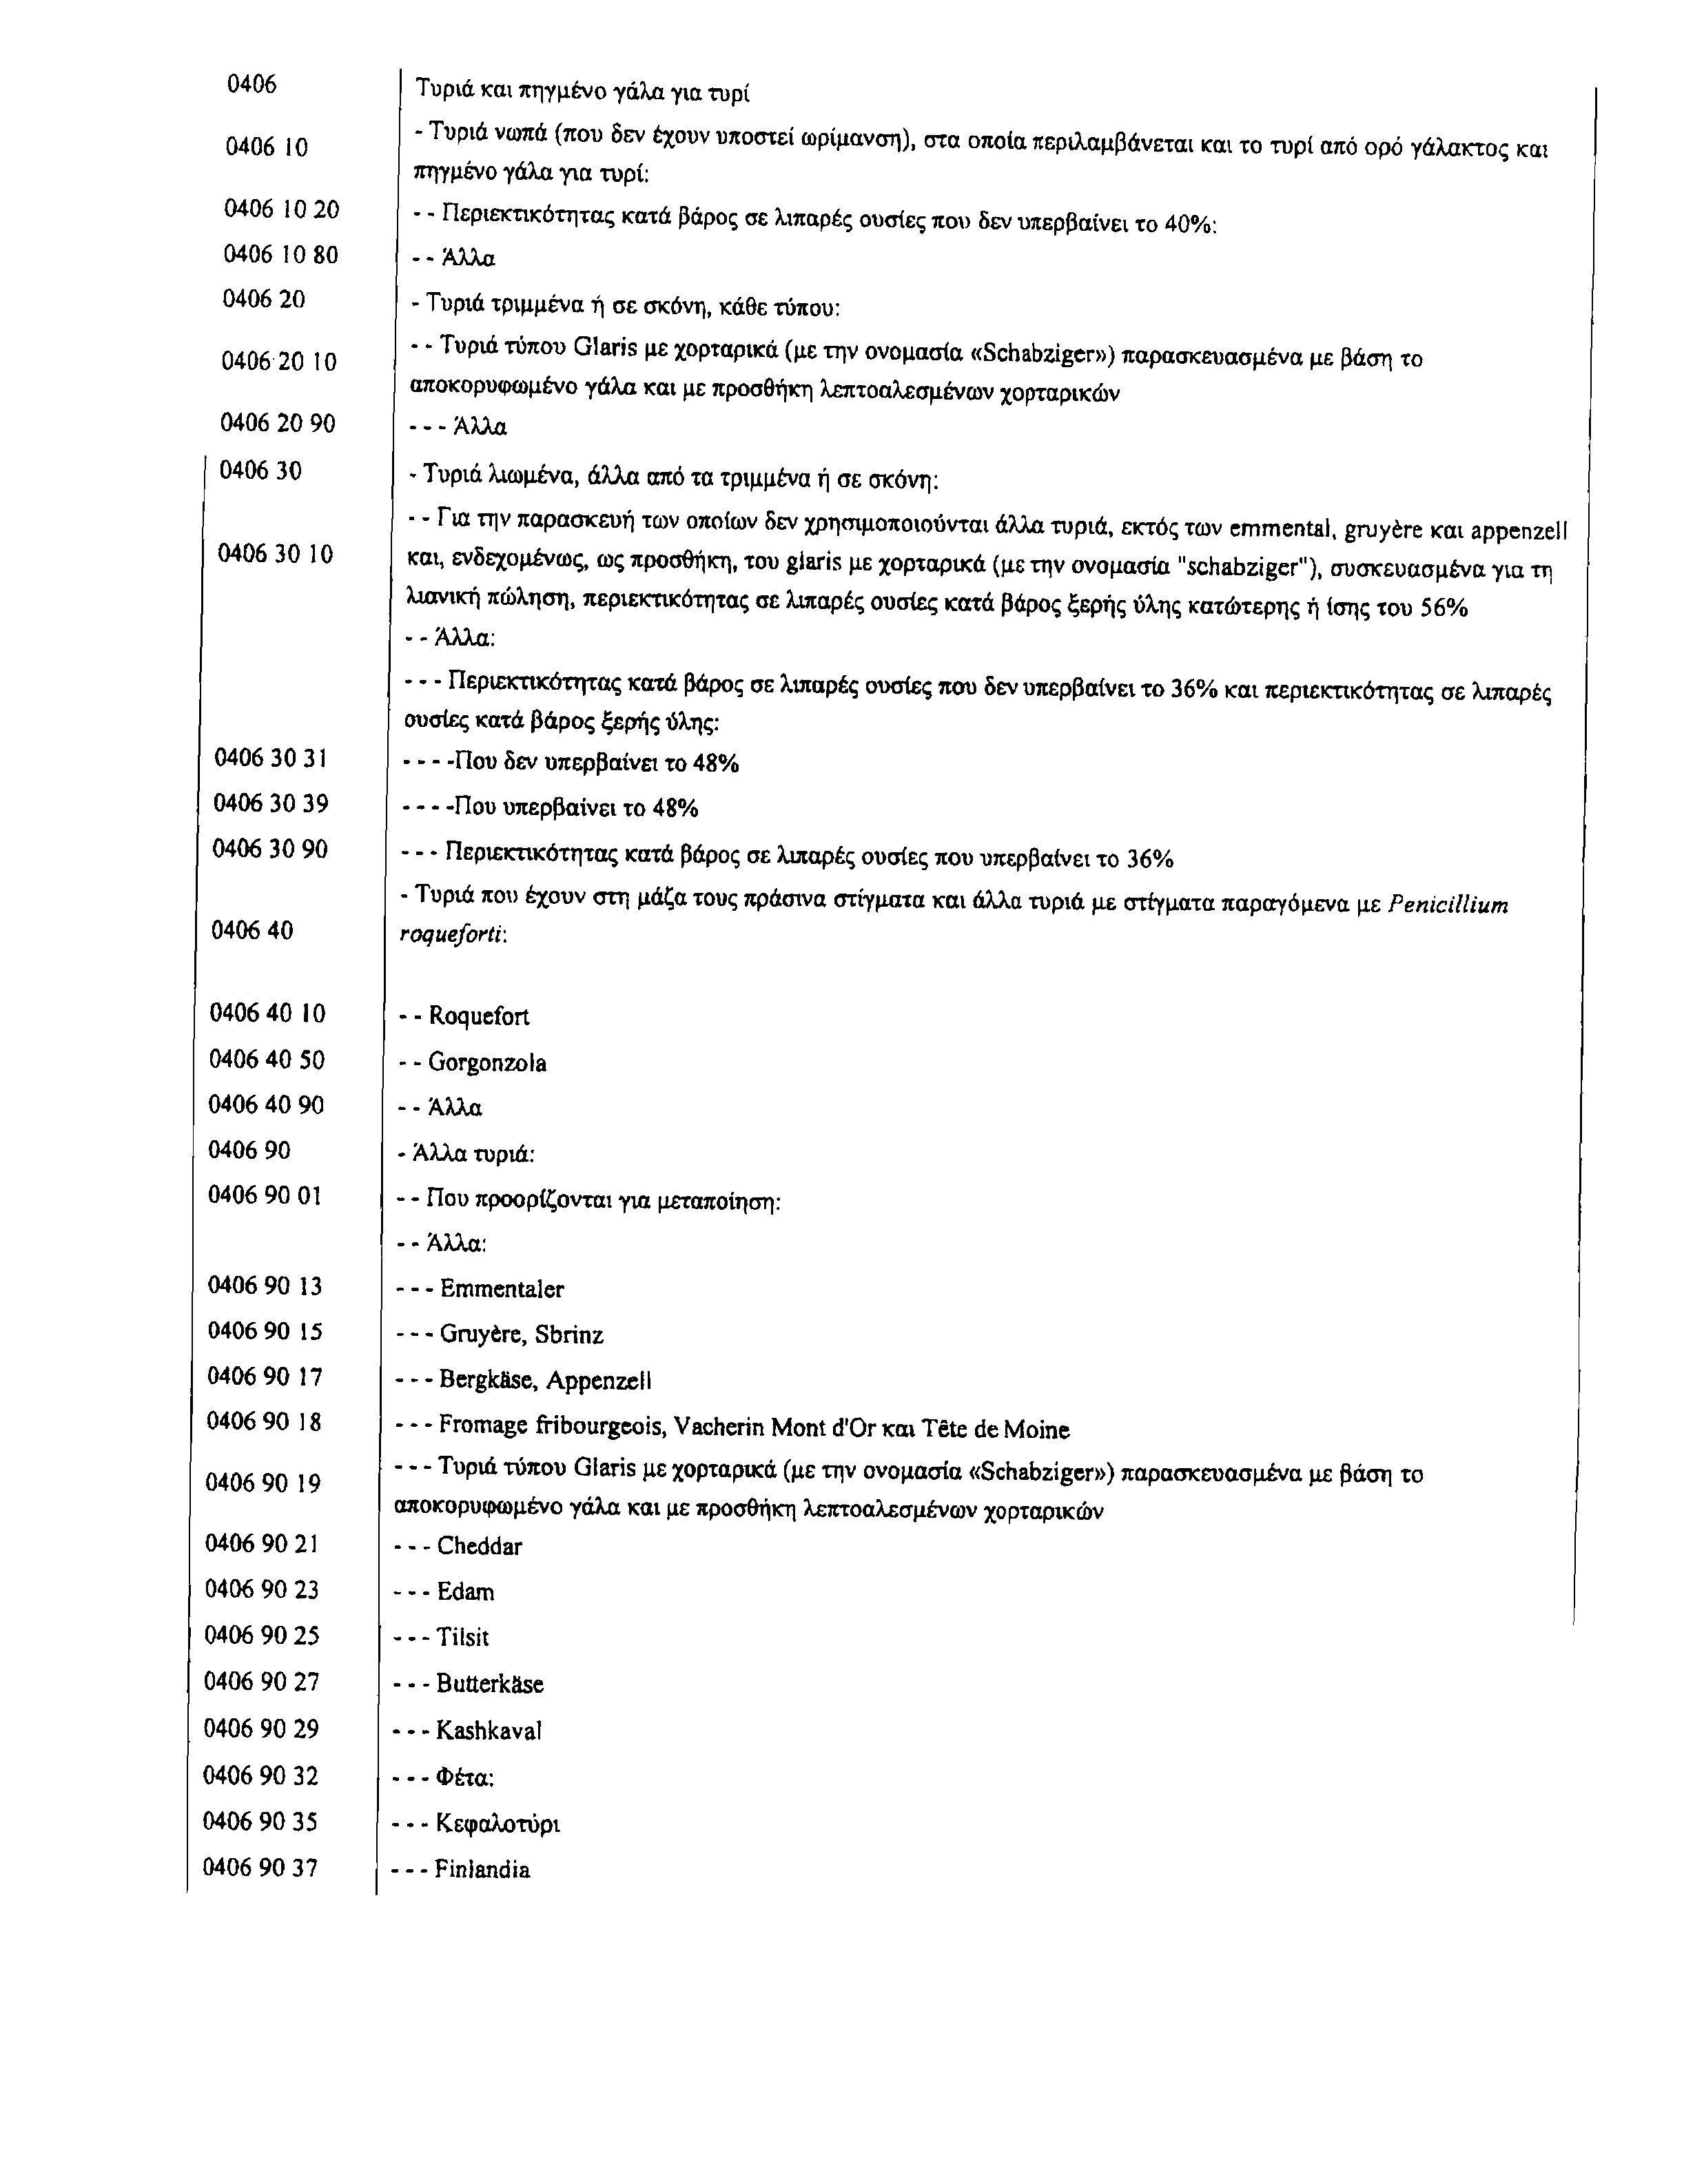 0406 Τυριά και πηγμένο γάλα για τυρί
0406 10 - Τυριά νωπά (που δεν έχουν υποστεί ωρίμανση), στα οποία περιλαμβάνεται και το τυρί από ορό γάλακτος και
πηγμένο γάλα για τυρί:
0406 10 20 - - Περιεκτικότητας κατά βάρος σε λιπαρές ουσίες που δεν υπερβαίνει το 40%:
0406 10 80 - - Άλλα
0406 20 - Τυριά τριμμένα ή σε σκόνη, κάθε τύπου:
0406 20 10 - - Τυριά τύπου Glaris με χορταρικά (με την ονομασία «Schabziger») παρασκευασμένα με βάση το
αποκορυφωμένο γάλα και με προσθήκη λεπτοαλεσμένων χορταρικών
0406 20 90 - - - Άλλα
0406 30 - Τυριά λιωμένα, άλλα από τα τριμμένα ή σε σκόνη:
- - Για την παρασκευή των οποίων δεν χρησιμοποιούνται άλλα τυριά, εκτός των emmental, gruyère και appenzell
0406 30 10 και, ενδεχομένως, ως προσθήκη, του glaris με χορταρικά (με την ονομασία "schabziger"), συσκευασμένα για τη
λιανική πώληση, περιεκτικότητας σε λιπαρές ουσίες κατά βάρος ξερής ύλης κατώτερης ή ίσης του 56%
- - Άλλα:
- - - Περιεκτικότητας κατά βάρος σε λιπαρές ουσίες που δεν υπερβαίνει το 36% και περιεκτικότητας σε λιπαρές
ουσίες κατά βάρος ξερής ύλης:
0406 30 31 - - - -Που δεν υπερβαίνει το 48%
0406 30 39 - - - -Που υπερβαίνει το 48%
0406 30 90 - - - Περιεκτικότητας κατά βάρος σε λιπαρές ουσίες που υπερβαίνει το 36%
- Τυριά που έχουν στη μάζα τους πράσινα στίγματα και άλλα τυριά με στίγματα παραγόμενα με Penicillium
0406 40 roqueforti:
0406 40 10 - - Roquefort
0406 40 50 - - Gorgonzola
0406 40 90 - - Άλλα
0406 90 - Άλλα τυριά:
0406 90 01 - - Που προορίζονται για μεταποίηση:
- - Άλλα:
0406 90 13 - - - Emmentaler
0406 90 15 - - - Gruyère, Sbrinz
0406 90 17 - - - Bergkäse, Appenzell
0406 90 18 - - - Fromage fribourgeois, Vacherin Mont d'Or και Tête de Moine
0406 90 19 - - - Τυριά τύπου Glaris με χορταρικά (με την ονομασία «Schabziger») παρασκευασμένα με βάση το
αποκορυφωμένο γάλα και με προσθήκη λεπτοαλεσμένων χορταρικών
0406 90 21 - - - Cheddar
0406 90 23 - - - Edam
0406 90 25 - - - Tilsit
0406 90 27 - - - Butterkäse
0406 90 29 - - - Kashkaval
0406 90 32 - - - Φέτα:
0406 90 35 - - - Κεφαλοτύρι
0406 90 37 - - - Finlandia